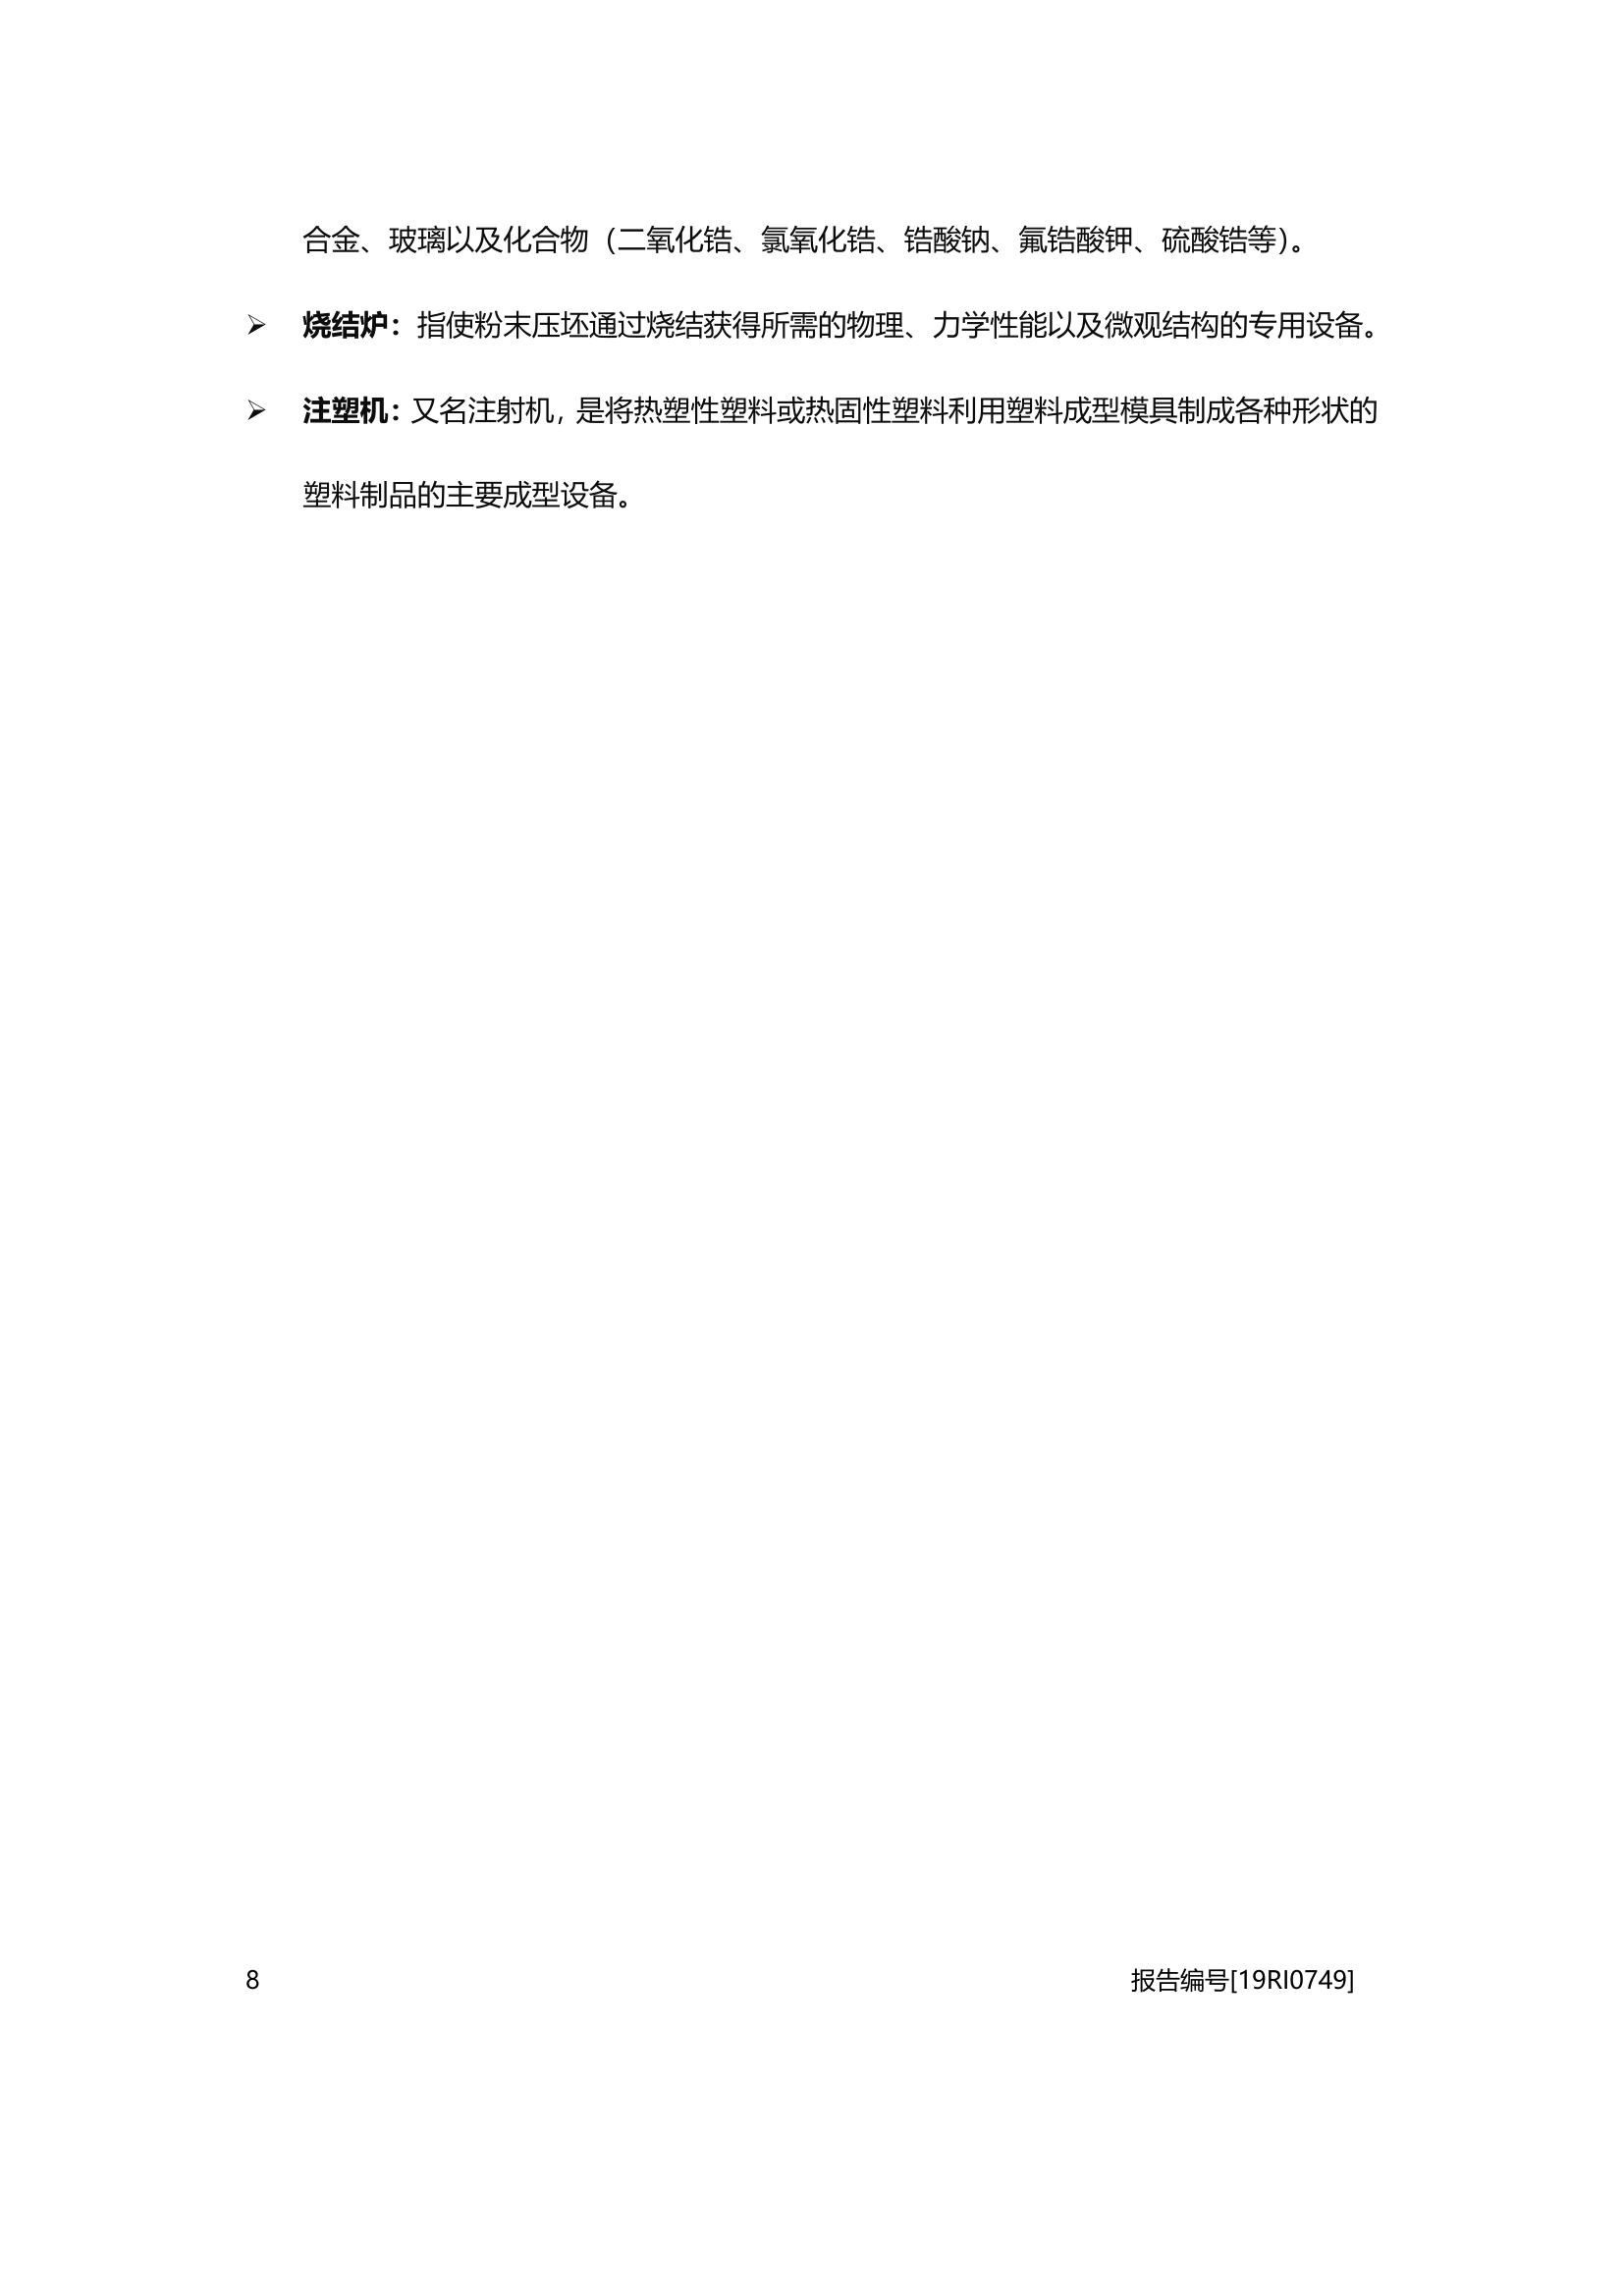 合金、玻璃以及化合物（二氧化锆、氯氧化锆、锆酸钠、氟锆酸钾、硫酸锆等）。
➢ 烧结炉：指使粉末压坯通过烧结获得所需的物理、力学性能以及微观结构的专用设备。
➢ 注塑机：又名注射机，是将热塑性塑料或热固性塑料利用塑料成型模具制成各种形状的
塑料制品的主要成型设备。
8 报告编号[19RI0749]